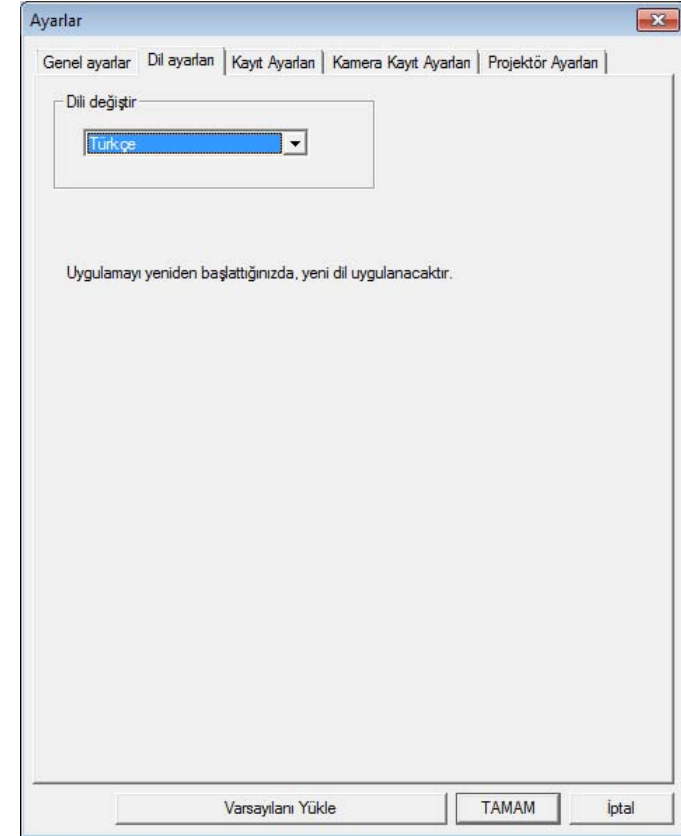 Ayarlar
Genel ayarlar Dil ayarları Kayıt Ayarları Kamera Kayıt Ayarları Projektör Ayarları
Dili değiştir
Türkçe
Uygulamayı yeniden başlattığınızda, yeni dil uygulanacaktır.
Varsayılanı Yükle TAMAM İptal